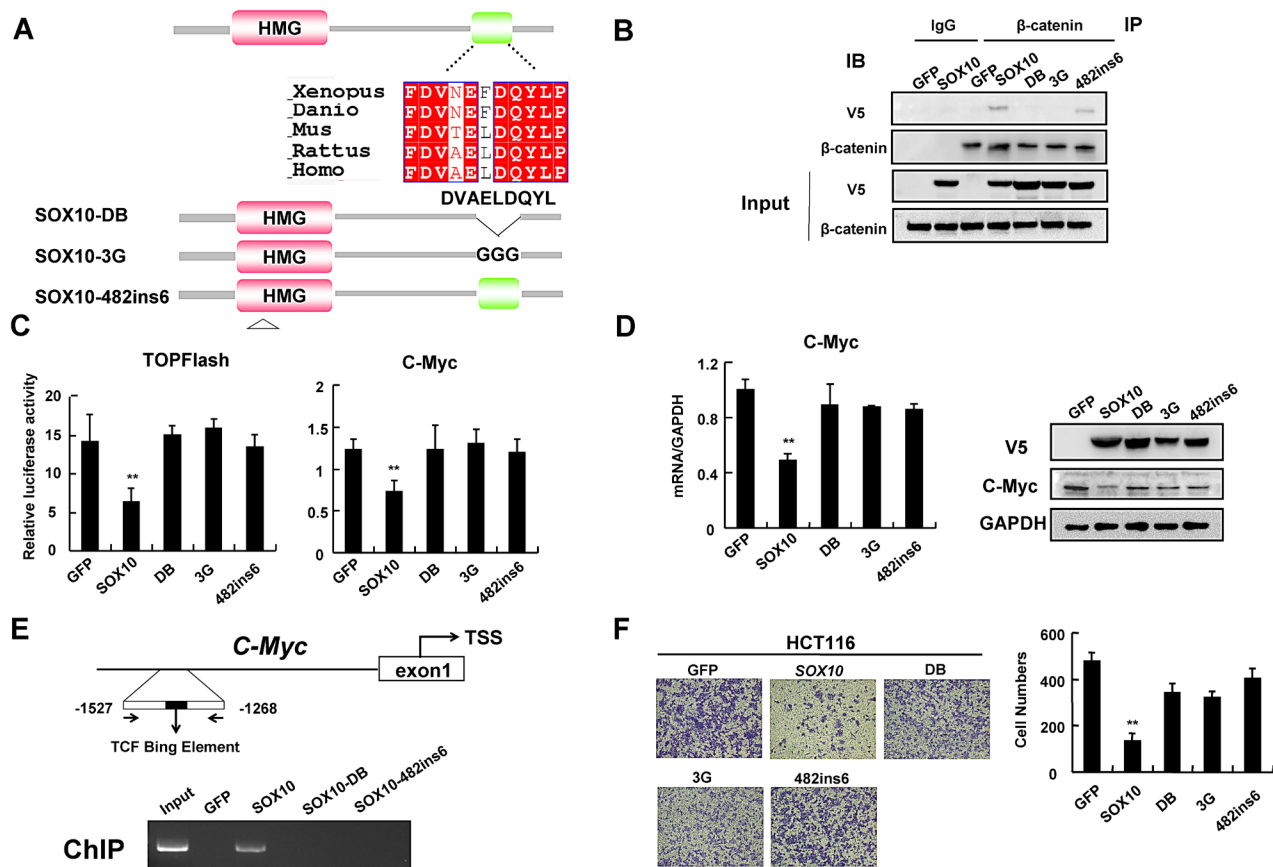 A
HMG
Xenopus FDVNEFDQYLP
Danio FDVNEFDQYLP
Mus FDVTELDQYLP
Rattus FDVAELDQYLP
Homo FDVAELDQYLP
DVAELDQYL
SOX10-DB HMG
SOX10-3G HMG GGG
SOX10-482ins6 HMG
B
IgG β-catenin IP
IB GFP SOX10 GFP SOX10 DB 3G 482ins6
V5
β-catenin
Input
V5
β-catenin
C
TOPFlash
Relative luciferase activity
20
15
10
5
0
**
GFP SOX10 DB 3G 482ins6
C-Myc
2
1.5
1
0.5
0
**
GFP SOX10 DB 3G 482ins6
D
C-Myc
mRNA/GAPDH
1.2
0.8
0.4
0
**
GFP SOX10 DB 3G 482ins6
GFP SOX10 DB 3G 482ins6
V5
C-Myc
GAPDH
E
C-Myc
TSS
exon1
-1527 -1268
TCF Bing Element
Input GFP SOX10 SOX10-DB SOX10-482ins6
ChIP
F
HCT116
GFP SOX10 DB
3G 482ins6
Cell Numbers
600
400
200
0
**
GFP SOX10 DB 3G 482ins6